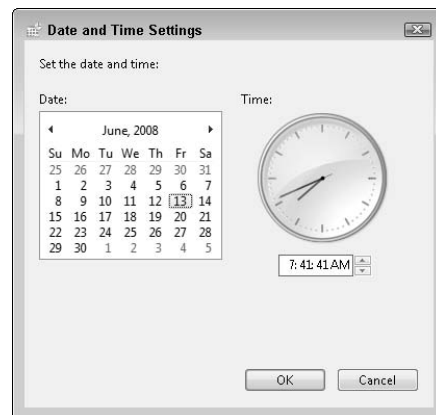 Date and Time Settings
Set the date and time:
Date:
Time:
June, 2008
Su Mo Tu We Th Fr Sa
25 26 27 28 29 30 31
1 2 3 4 5 6 7
8 9 10 11 12 13 14
15 16 17 18 19 20 21
22 23 24 25 26 27 28
29 30 1 2 3 4 5
7:41:41 AM
OK Cancel